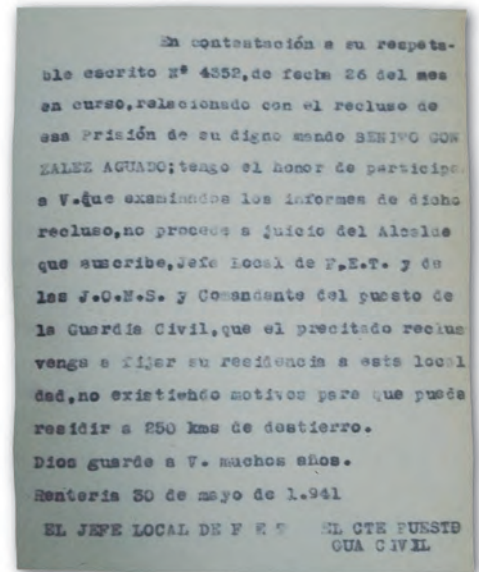 En contestación a su respeta-
ble escrito Nº 4352,de fecha 26 del mes
en curso,relacionado con el recluso de
esa Prisión de su digno mando BENITO GON
ZALEZ AGUADO;tengo el honor de participa
a V.que examinados los informes de dicho
recluso,no procede a juicio del Alcalde
que suscribe,Jefe Local de F.E.T. y de
las J.O.N.S. y Comandante del puesto de
la Guardia Civil,que el precitado reclus
venga a fijar su residencia a esta local
dad,no existiendo motivos para que pueda
residir a 250 kms de destierro.
Dios guarde a V. muchos años.
Renteria 30 de mayo de 1.941
EL JEFE LOCAL DE F E T EL CTE PUESTO
GUA CIVIL